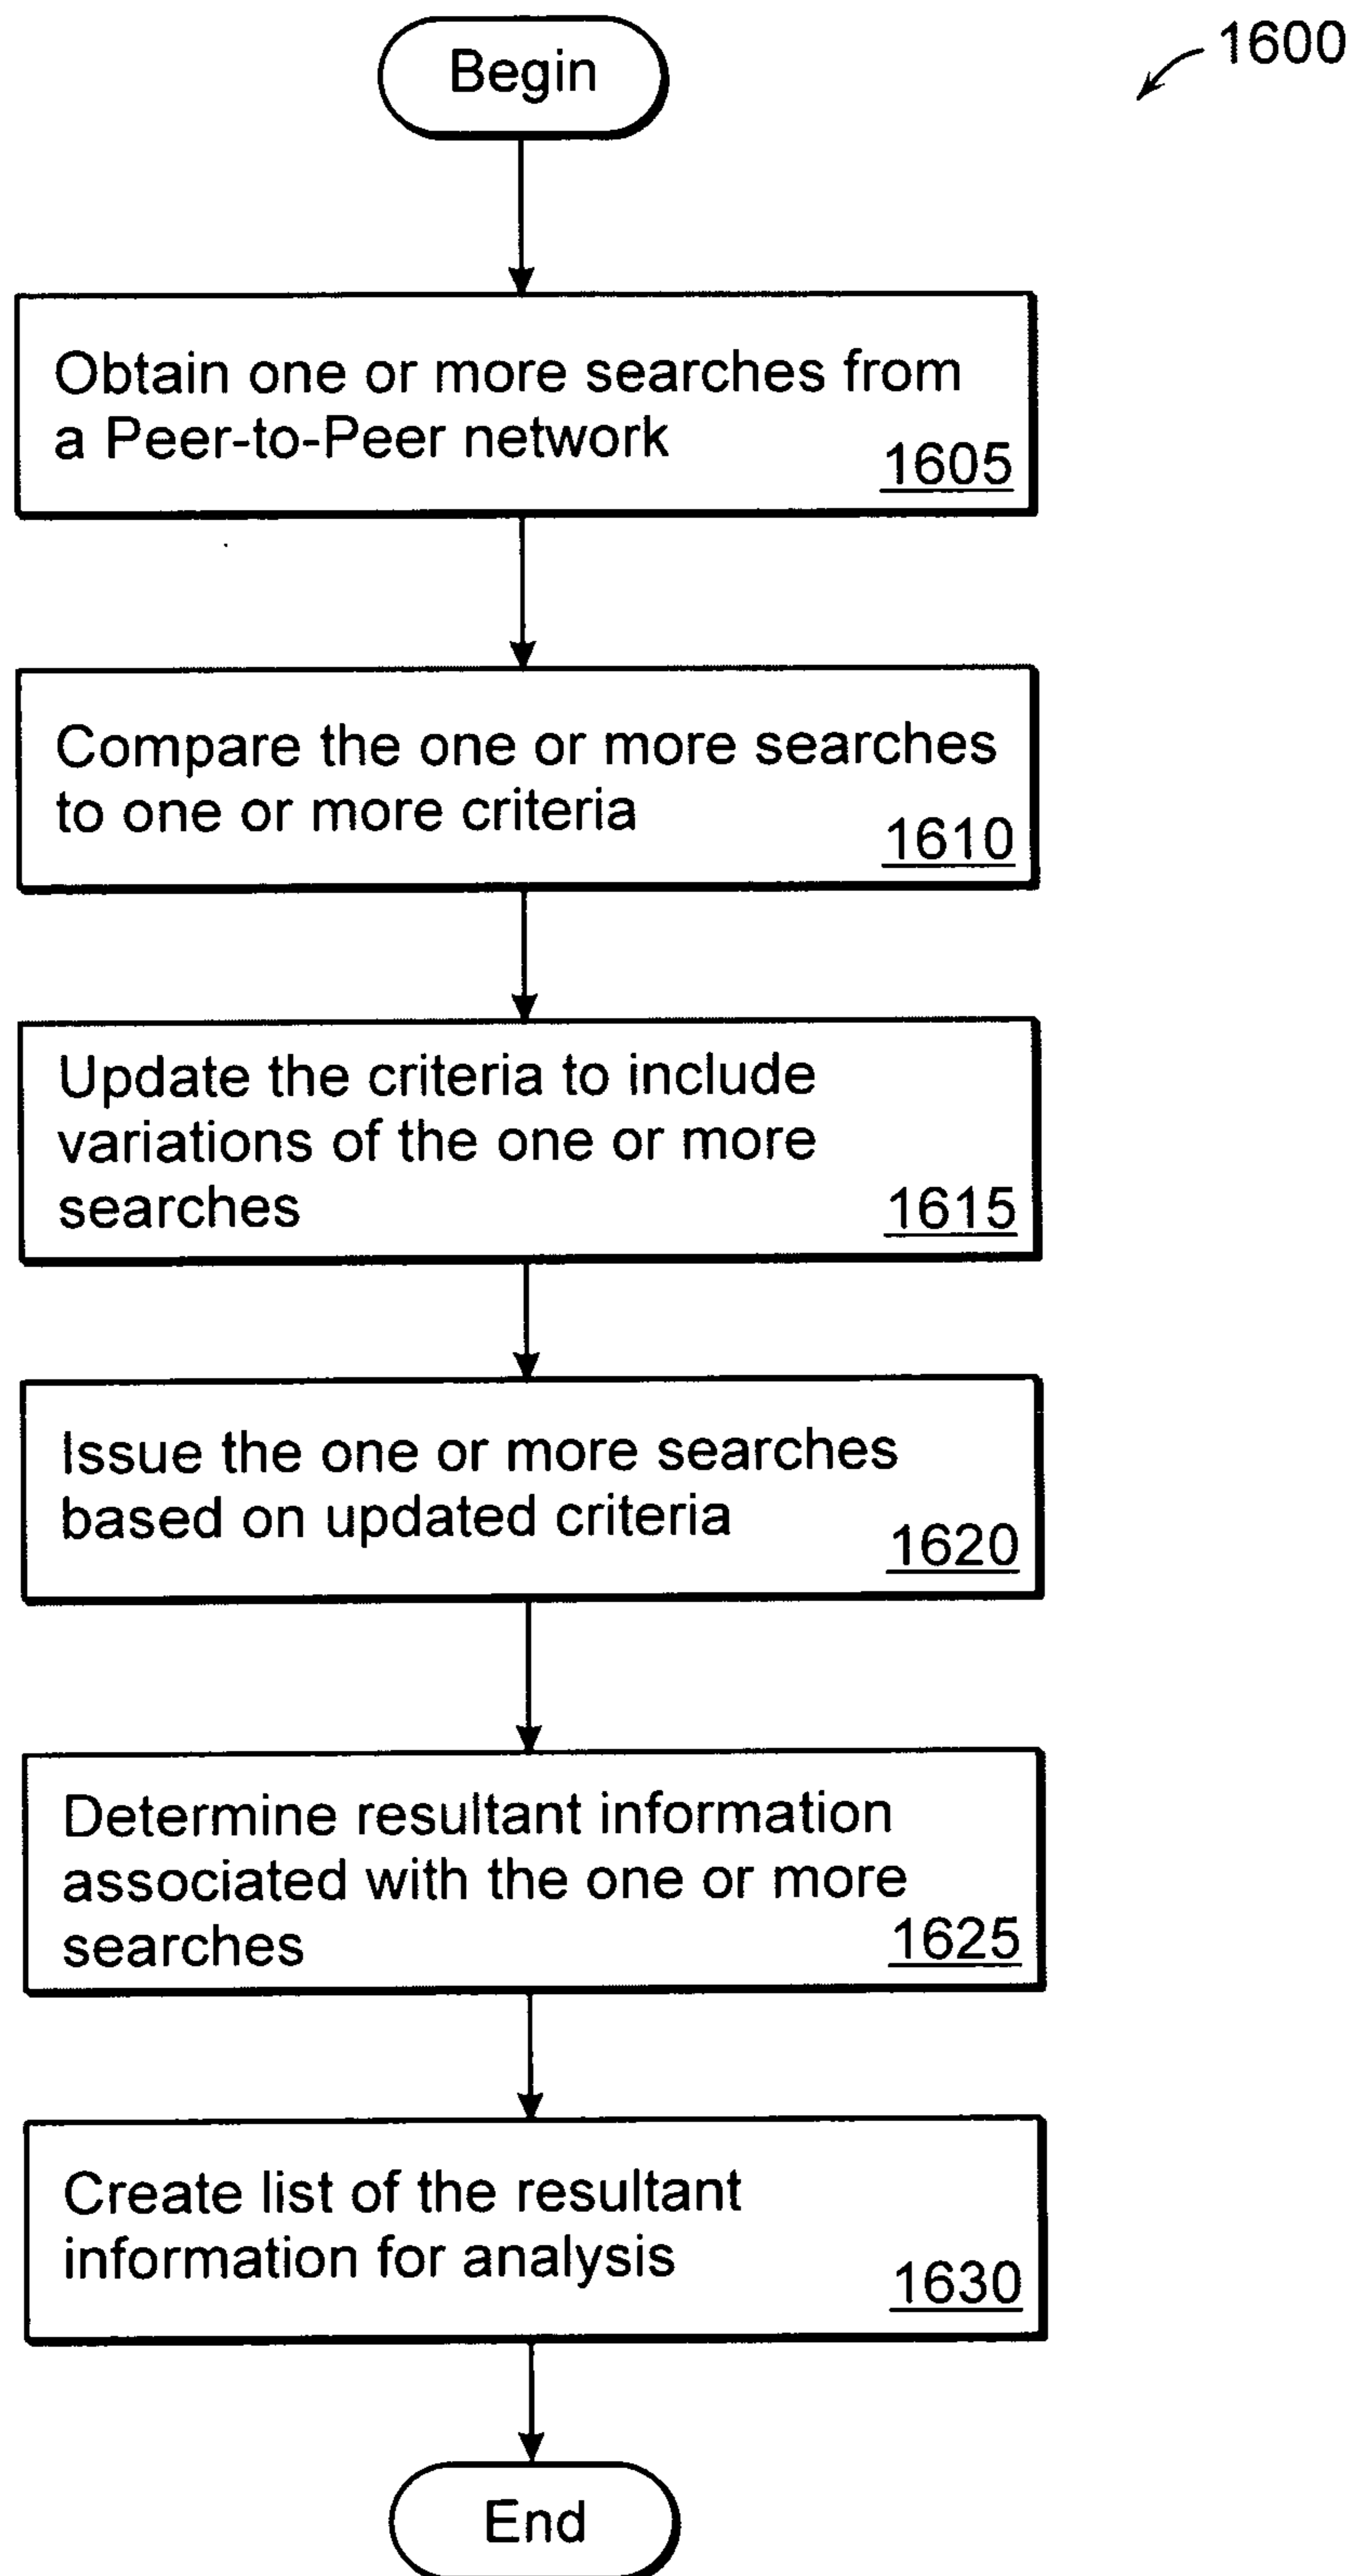 Begin
1600
Obtain one or more searches from
a Peer-to-Peer network
1605
Compare the one or more searches
to one or more criteria
1610
Update the criteria to include
variations of the one or more
searches
1615
Issue the one or more searches
based on updated criteria
1620
Determine resultant information
associated with the one or more
searches
1625
Create list of the resultant
information for analysis
1630
End